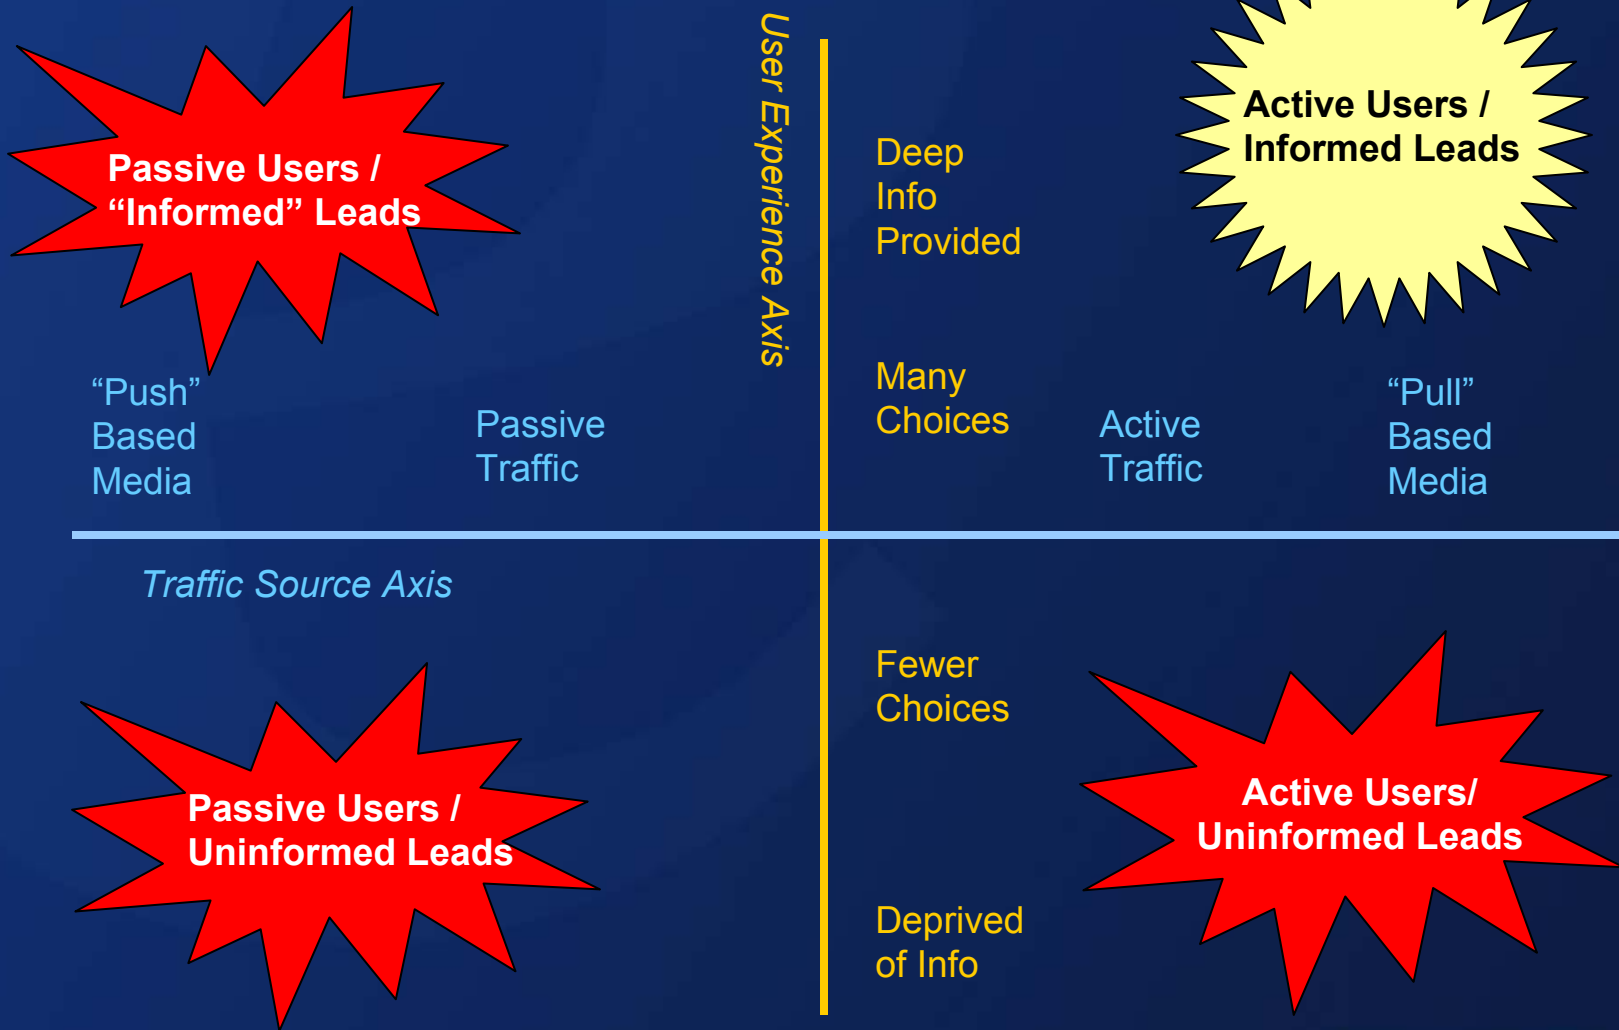 User Experience Axis
Passive Users /
“Informed” Leads
Deep
Info
Provided
Active Users /
Informed Leads
“Push”
Based
Media
Passive
Traffic
Many
Choices
Active
Traffic
“Pull”
Based
Media
Traffic Source Axis
Fewer
Choices
Passive Users /
Uninformed Leads
Active Users/
Uninformed Leads
Deprived
of Info